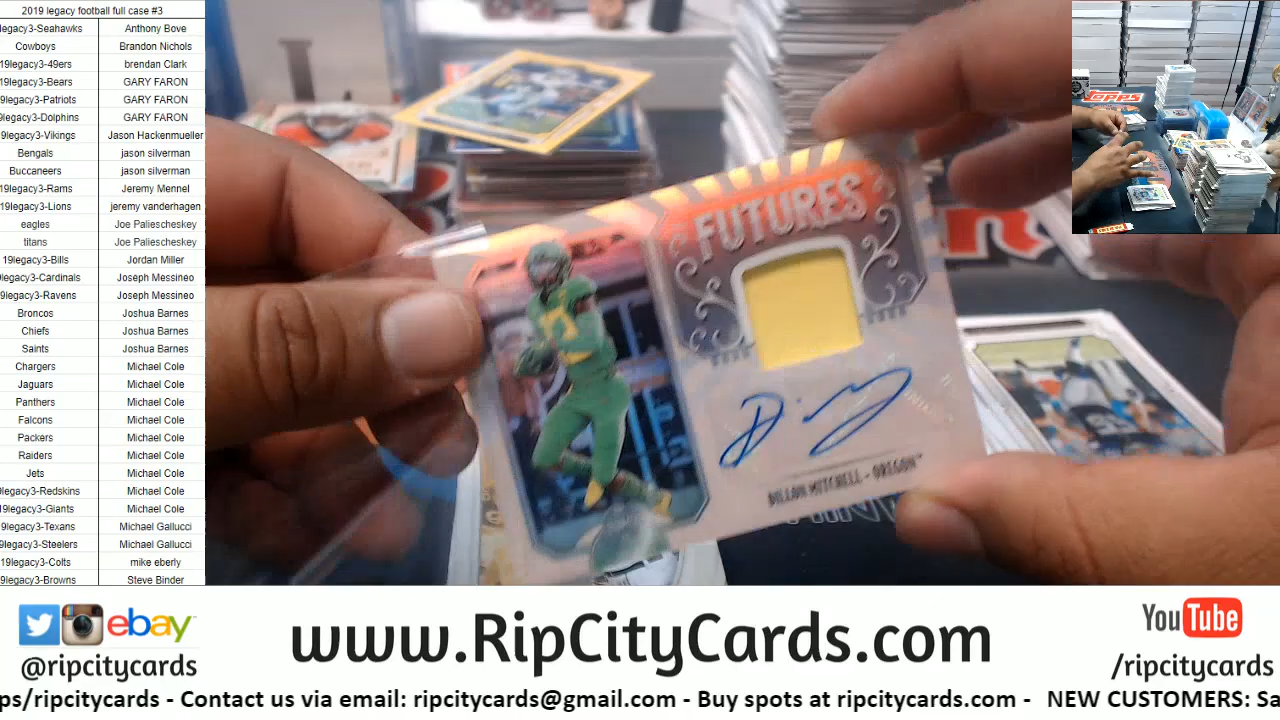 2019 legacy football full case #3
legacy3-Seahawks Anthony Bove
Cowboys Brandon Nichols
19legacy3-49ers brendan Clark
19legacy3-Bears GARY FARON
9legacy3-Patriots GARY FARON
9legacy3-Dolphins GARY FARON
9legacy3-Vikings Jason Hackenmueller
Bengals jason silverman
Buccaneers jason silverman
19legacy3-Rams Jeremy Mennel
19legacy3-Lions jeremy vanderhagen
eagles Joe Paliescheskey
titans Joe Paliescheskey
19legacy3-Bills Jordan Miller
9legacy3-Cardinals Joseph Messineo
9legacy3-Ravens Joseph Messineo
Broncos Joshua Barnes
Chiefs Joshua Barnes
Saints Joshua Barnes
Chargers Michael Cole
Jaguars Michael Cole
Panthers Michael Cole
Falcons Michael Cole
Packers Michael Cole
Raiders Michael Cole
Jets Michael Cole
legacy3-Redskins Michael Cole
9legacy3-Giants Michael Cole
9legacy3-Texans Michael Gallucci
9legacy3-Steelers Michael Gallucci
19legacy3-Colts mike eberly
9legacy3-Browns Steve Binder
FUTURES
DILLON MITCHELL - OREGON™
Topps
ebay
@ripcitycards
www.RipCityCards.com
YouTube
/ripcitycards
ps/ripcitycards - Contact us via email: ripcitycards@gmail.com - Buy spots at ripcitycards.com - NEW CUSTOMERS: Sa